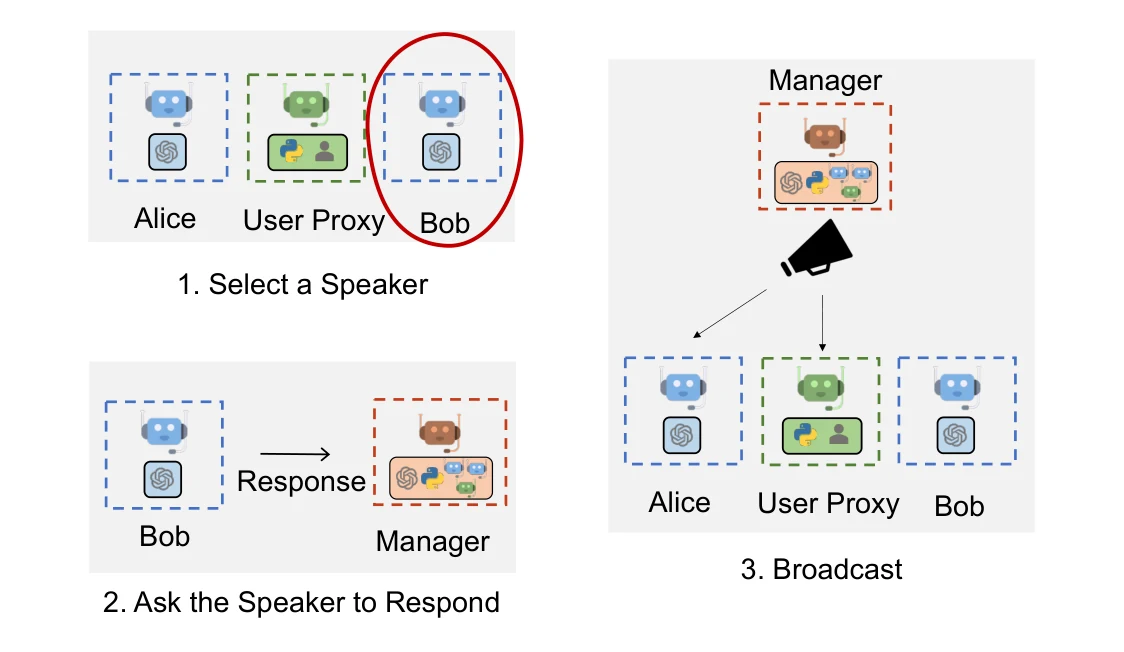 Alice
User Proxy
Bob
1. Select a Speaker
Bob
Response
Manager
2. Ask the Speaker to Respond
Manager
Alice
User Proxy
Bob
3. Broadcast